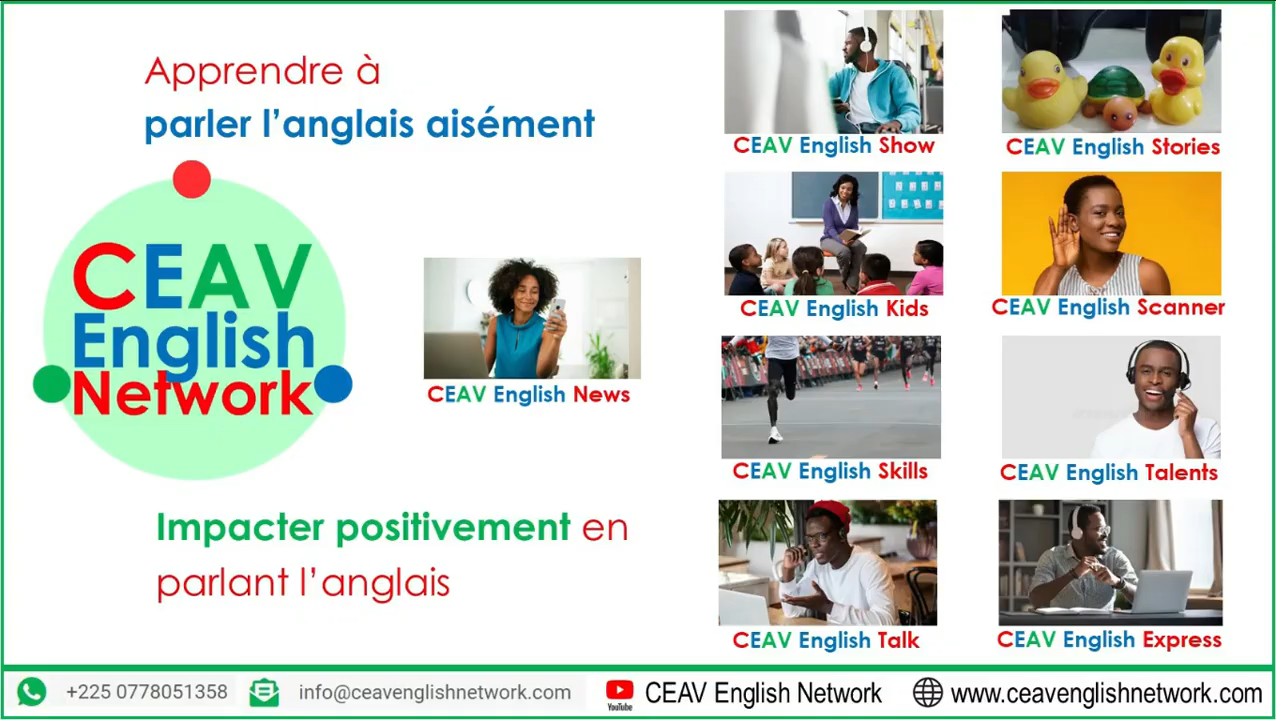 Apprendre à
parler l'anglais aisément
CEAV
English
Network
CEAV English News
Impacter positivement en
parlant l'anglais
CEAV English Show
CEAV English Stories
CEAV English Kids
CEAV English Scanner
CEAV English Skills
CEAV English Talents
CEAV English Talk
CEAV English Express
+225 0778051358
info@ceavenglishnetwork.com
YouTube
CEAV English Network
www.ceavenglishnetwork.com